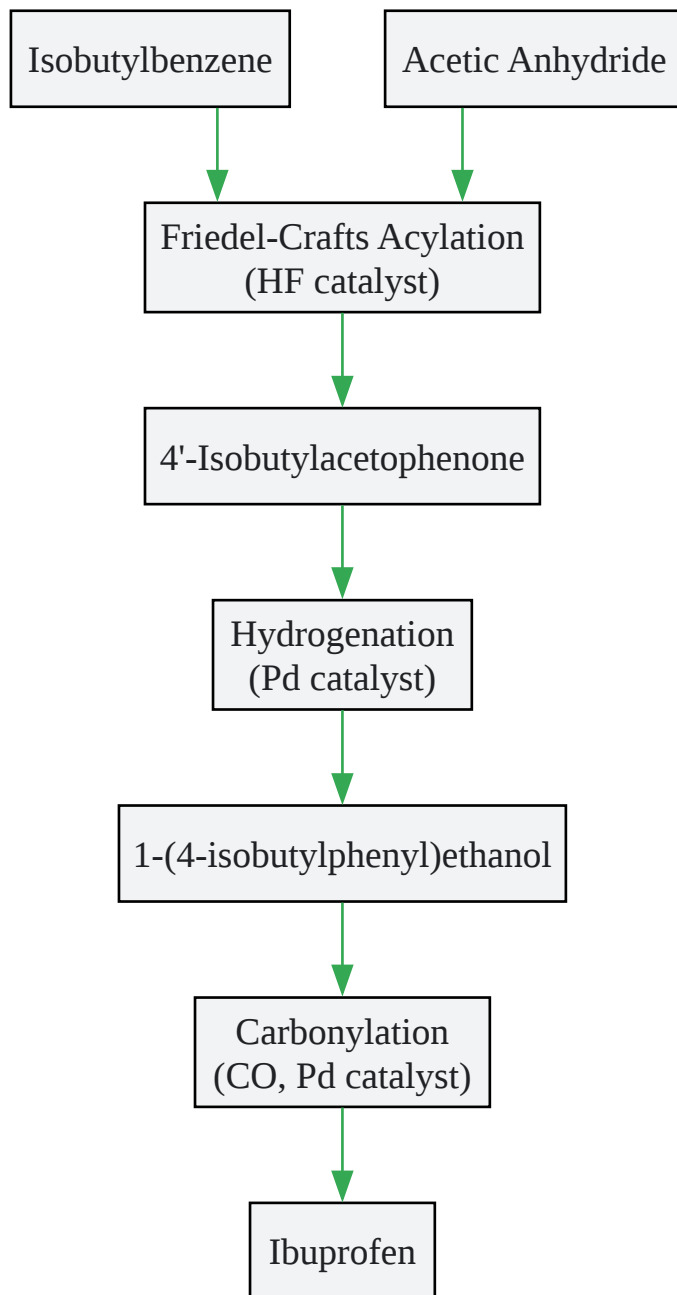 Isobutylbenzene
Acetic Anhydride
Friedel-Crafts Acylation
(HF catalyst)
4'-Isobutylacetophenone
Hydrogenation
(Pd catalyst)
1-(4-isobutylphenyl)ethanol
Carbonylation
(CO, Pd catalyst)
Ibuprofen